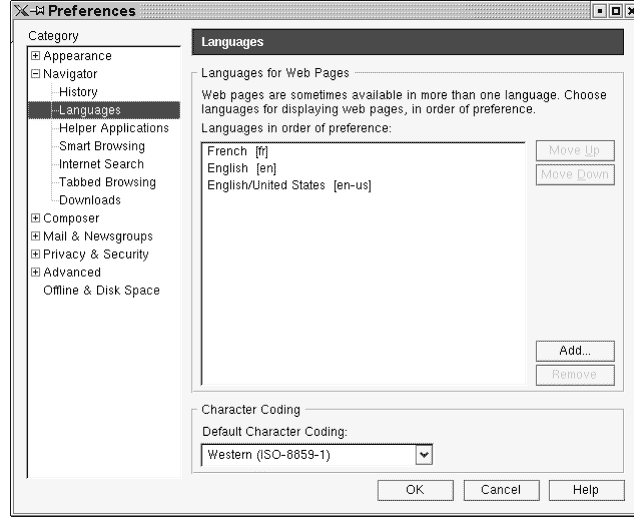 Preferences
Category
Appearance
Navigator
History
Languages
Helper Applications
Smart Browsing
Internet Search
Tabbed Browsing
Downloads
Composer
Mail & Newsgroups
Privacy & Security
Advanced
Offline & Disk Space
Languages
Languages for Web Pages
Web pages are sometimes available in more than one language. Choose
languages for displaying web pages, in order of preference.
Languages in order of preference:
French [fr]
English [en]
English/United States [en-us]
Move Up
Move Down
Add...
Remove
Character Coding
Default Character Coding:
Western (ISO-8859-1)
OK Cancel Help